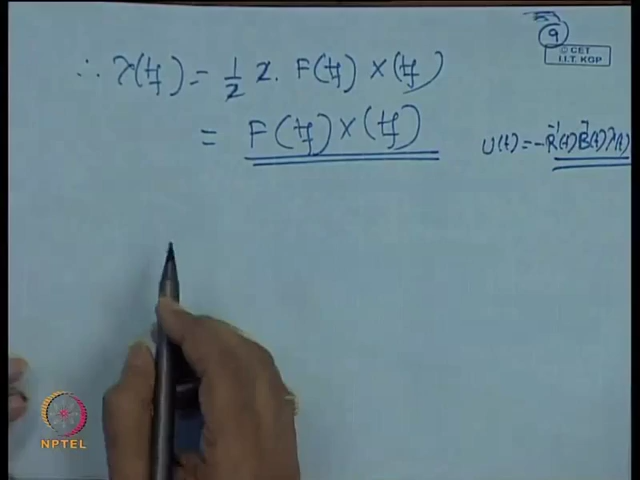 9
© CET
I.I.T. KGP
∴ λ(t_f) = 1/2 2. F(t_f) X(t_f)
= F(t_f) X(t_f)
U(t) = -R⁻¹(t)Bᵀ(t)λ(t)
NPTEL